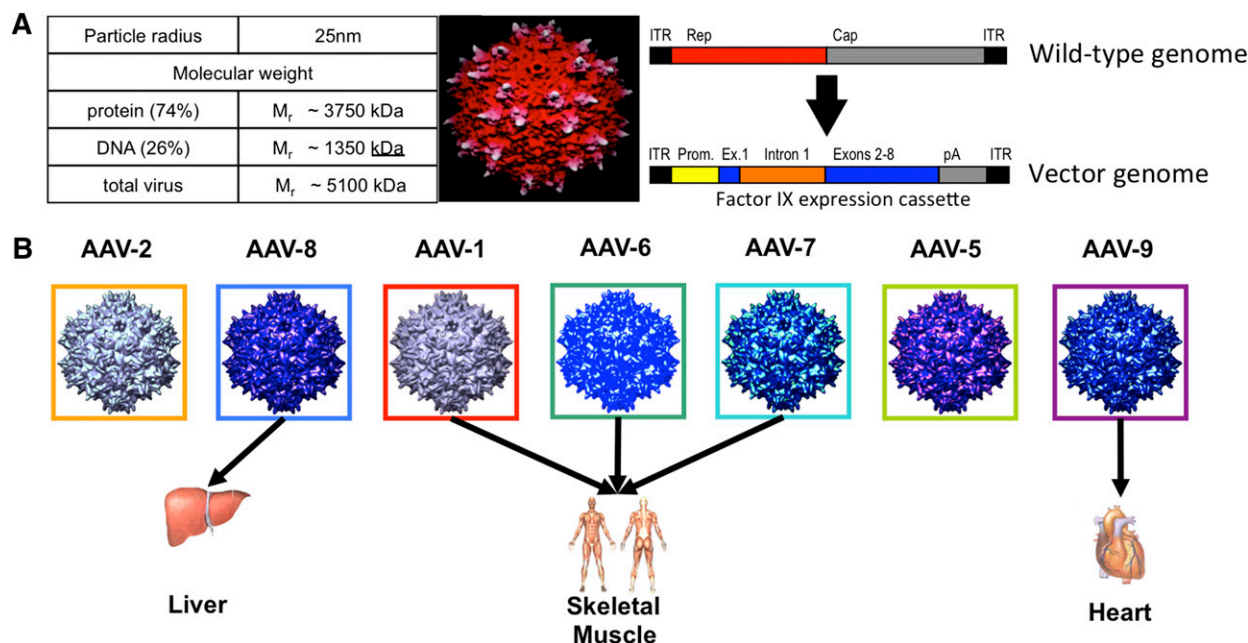 A
Particle radius 25nm
Molecular weight
protein (74%) Mr ~ 3750 kDa
DNA (26%) Mr ~ 1350 kDa
total virus Mr ~ 5100 kDa
ITR Rep Cap ITR
Wild-type genome
ITR Prom. Ex.1 Intron 1 Exons 2-8 pA ITR
Vector genome
Factor IX expression cassette
B
AAV-2 AAV-8 AAV-1 AAV-6 AAV-7 AAV-5 AAV-9
Liver
Skeletal
Muscle
Heart